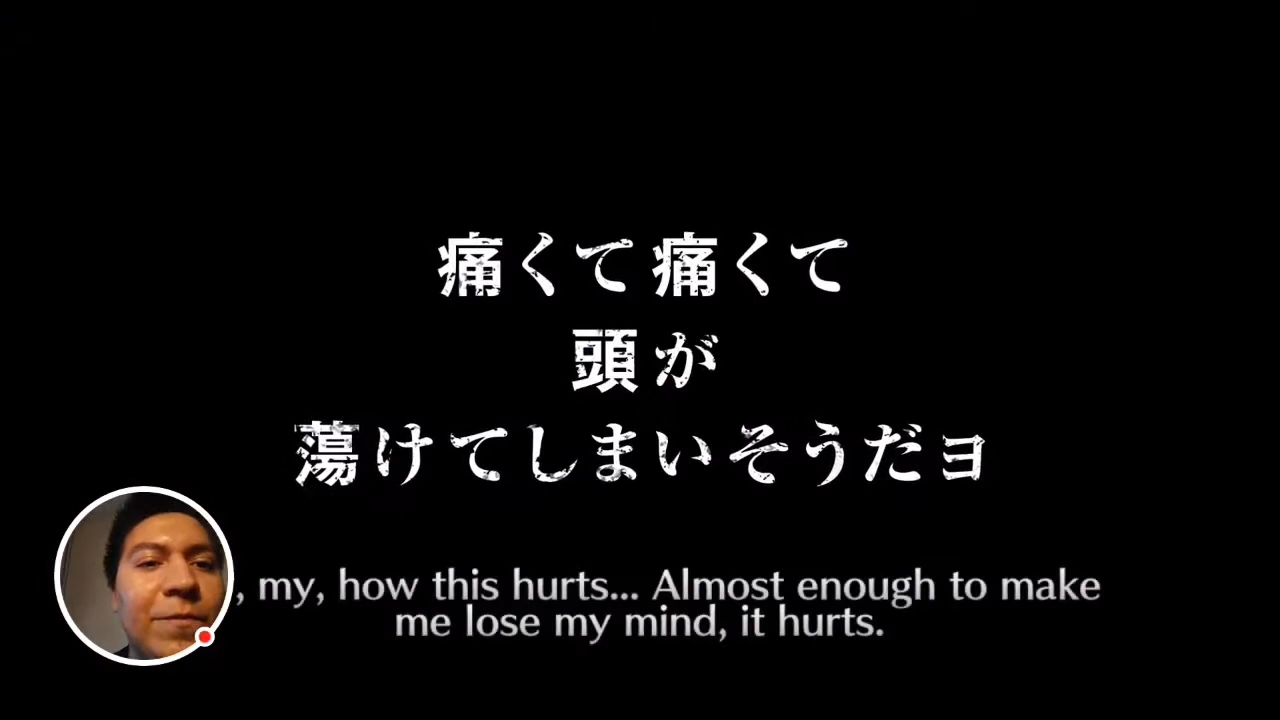 痛くて痛くて
頭が
蕩けてしまいそうだヨ
, my, how this hurts... Almost enough to make
me lose my mind, it hurts.